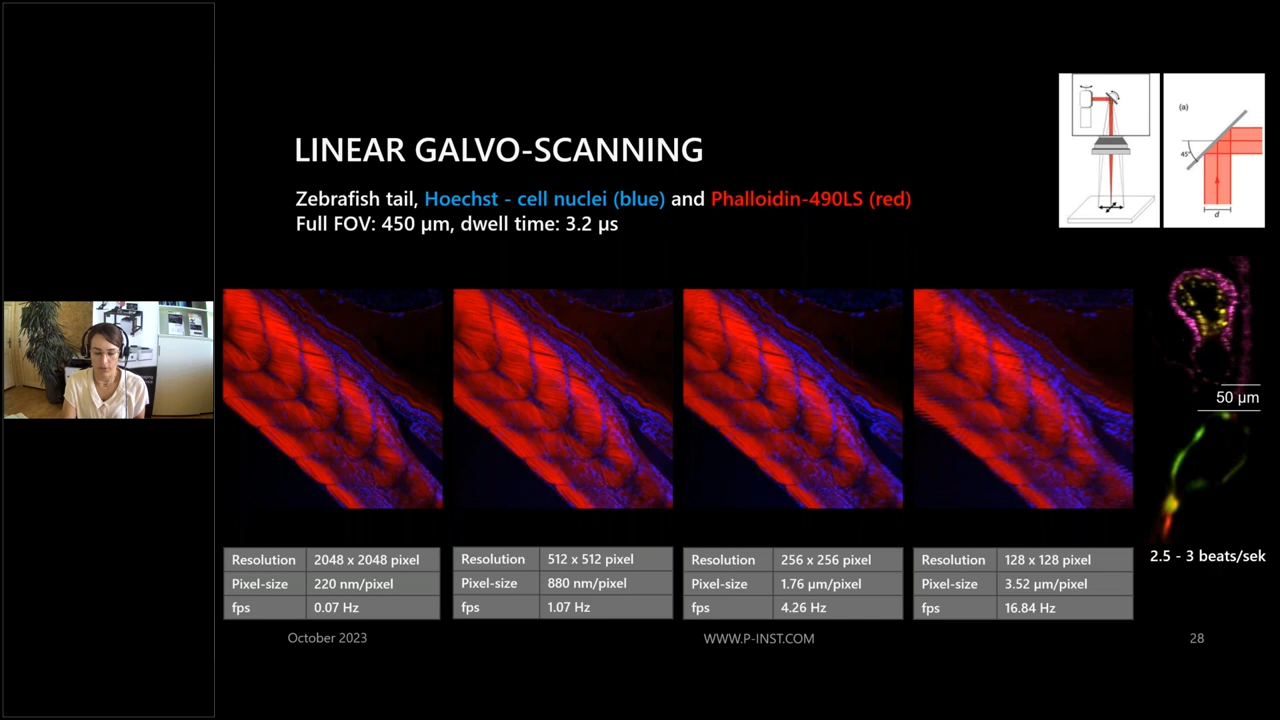 (a)
45°
d
LINEAR GALVO-SCANNING
Zebrafish tail, Hoechst - cell nuclei (blue) and Phalloidin-490LS (red)
Full FOV: 450 µm, dwell time: 3.2 µs
50 µm
Resolution 2048 x 2048 pixel
Pixel-size 220 nm/pixel
fps 0.07 Hz
Resolution 512 x 512 pixel
Pixel-size 880 nm/pixel
fps 1.07 Hz
Resolution 256 x 256 pixel
Pixel-size 1.76 µm/pixel
fps 4.26 Hz
Resolution 128 x 128 pixel
Pixel-size 3.52 µm/pixel
fps 16.84 Hz
2.5 - 3 beats/sek
October 2023
WWW.P-INST.COM
28